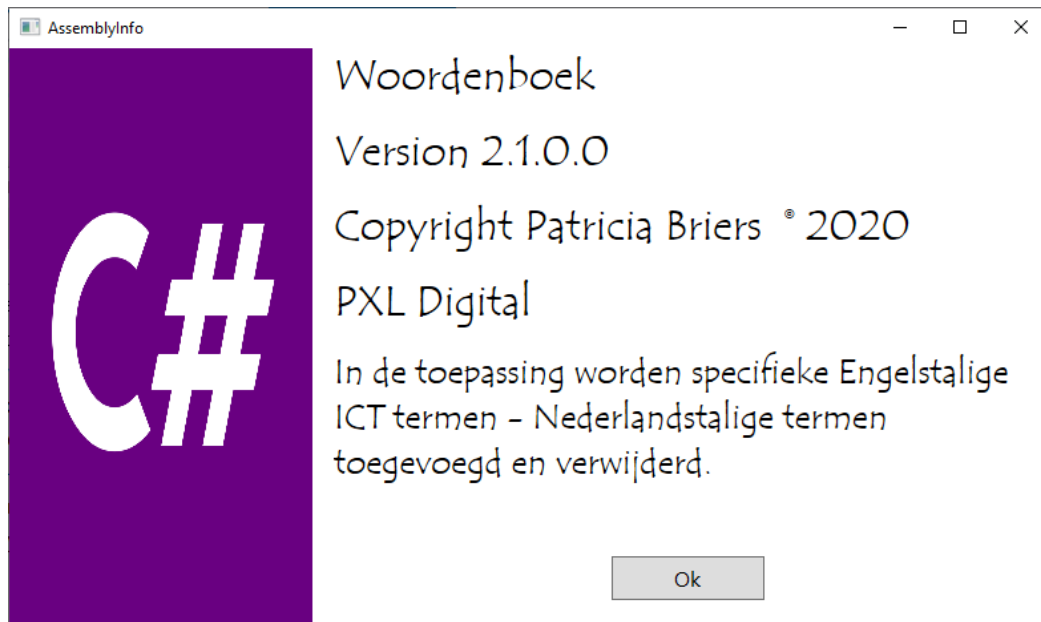 AssemblyInfo
Woordenboek
Version 2.1.0.0
Copyright Patricia Briers © 2020
PXL Digital
In de toepassing worden specifieke Engelstalige
ICT termen - Nederlandstalige termen
toegevoegd en verwijderd.
C#
Ok